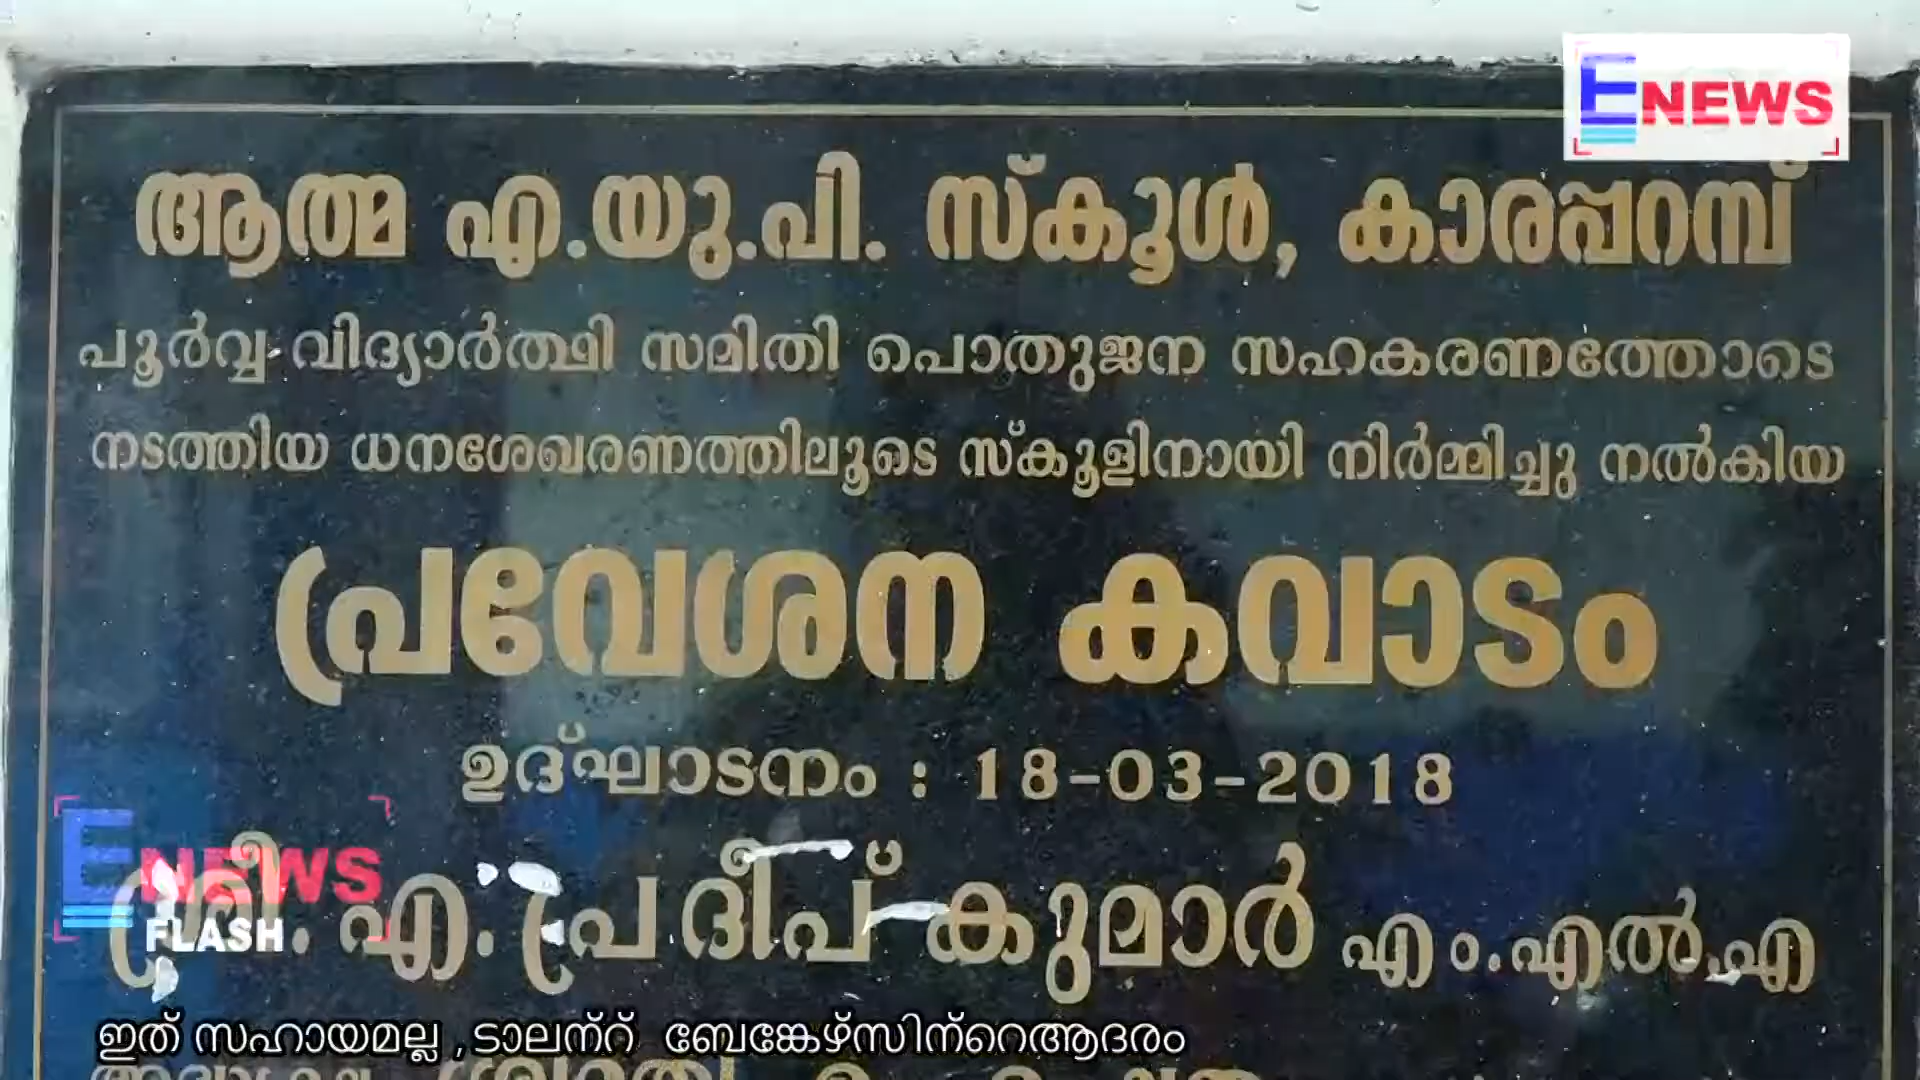 ENEWS
ആത്മ എ.യു.പി. സ്കൂൾ, കാരപ്പറമ്പ്
പൂർവ്വ വിദ്യാർത്ഥി സമിതി പൊതുജന സഹകരണത്തോടെ
നടത്തിയ ധനശേഖരണത്തിലൂടെ സ്കൂളിനായി നിർമ്മിച്ചു നൽകിയ
പ്രവേശന കവാടം
ഉദ്ഘാടനം : 18-03-2018
ശ്രീ. എ. പ്രദീപ് കുമാർ എം.എൽ.എ
ENEWS
FLASH
ഇത് സഹായമല്ല ,ടാലന്റ് ബേങ്കേഴ്സിന്റെആദരം